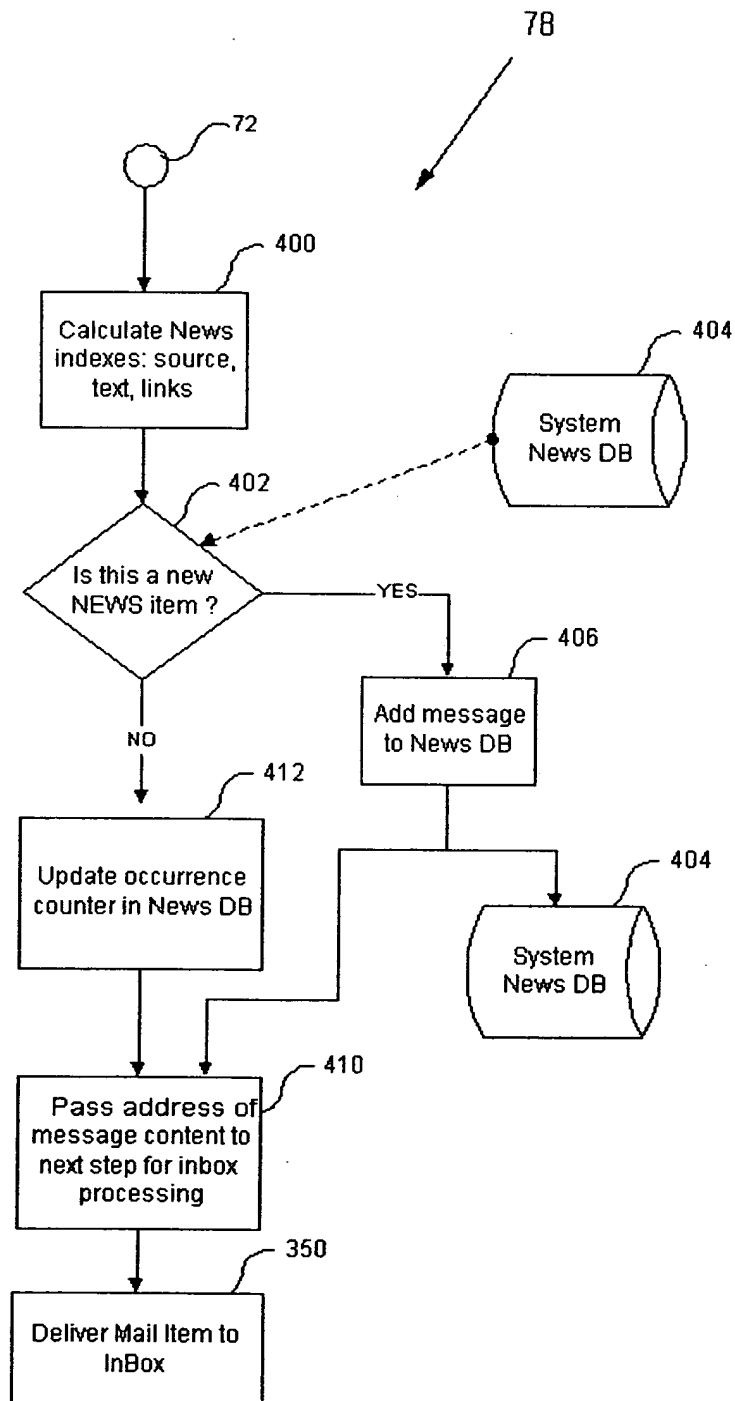 78
72
400
Calculate News
indexes: source,
text, links
404
System
News DB
402
Is this a new
NEWS item ?
YES
406
Add message
to News DB
NO
412
Update occurrence
counter in News DB
404
System
News DB
410
Pass address of
message content to
next step for inbox
processing
350
Deliver Mail Item to
InBox